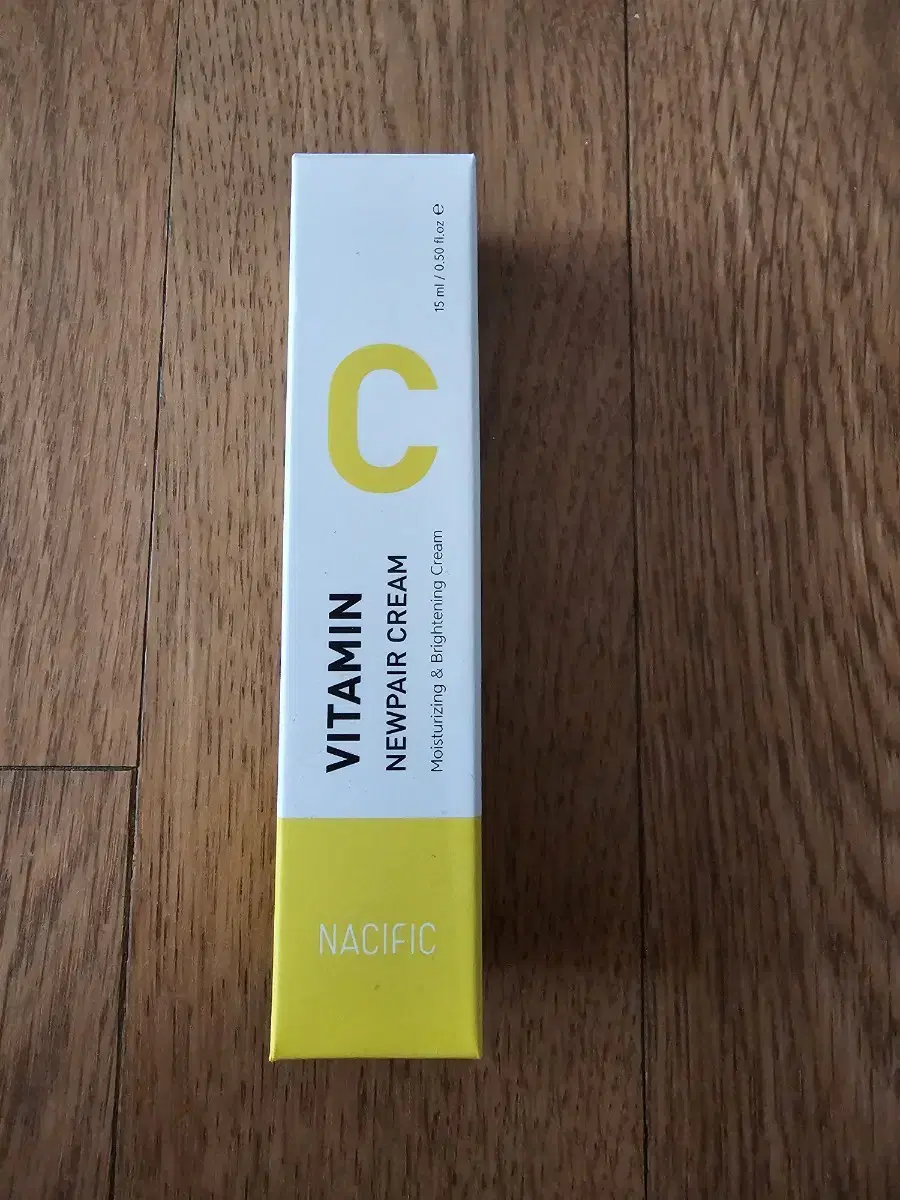 VITAMIN C
NEWPAIR CREAM
Moisturizing & Brightening Cream
15 ml / 0.50 fl.oz ℮
NACIFIC